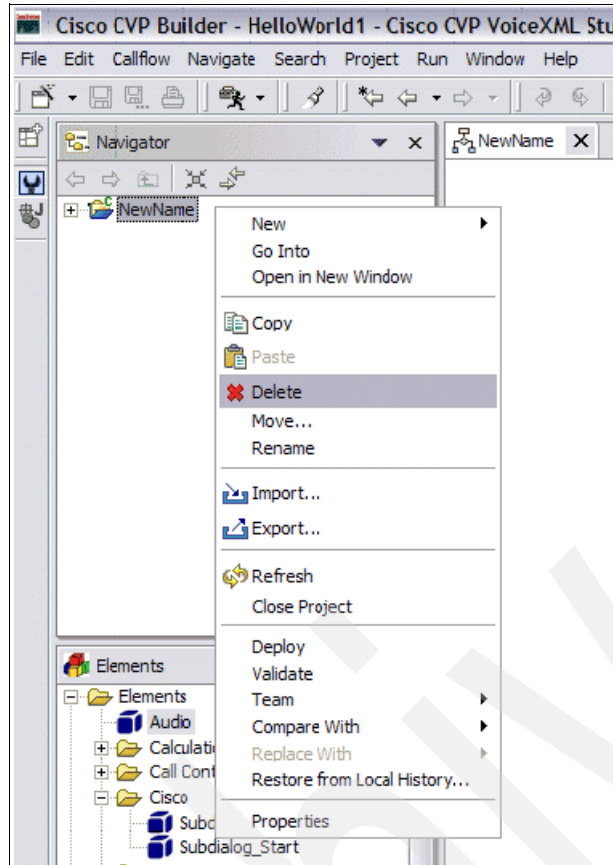 Cisco CVP Builder - HelloWorld1 - Cisco CVP VoiceXML Stu
File Edit Callflow Navigate Search Project Run Window Help
Navigator
NewName
NewName
New
Go Into
Open in New Window
Copy
Paste
Delete
Move...
Rename
Import...
Export...
Refresh
Close Project
Deploy
Validate
Team
Compare With
Replace With
Restore from Local History...
Properties
Elements
Elements
Audio
Calculati
Call Cont
Cisco
Subd
Subdialog_Start